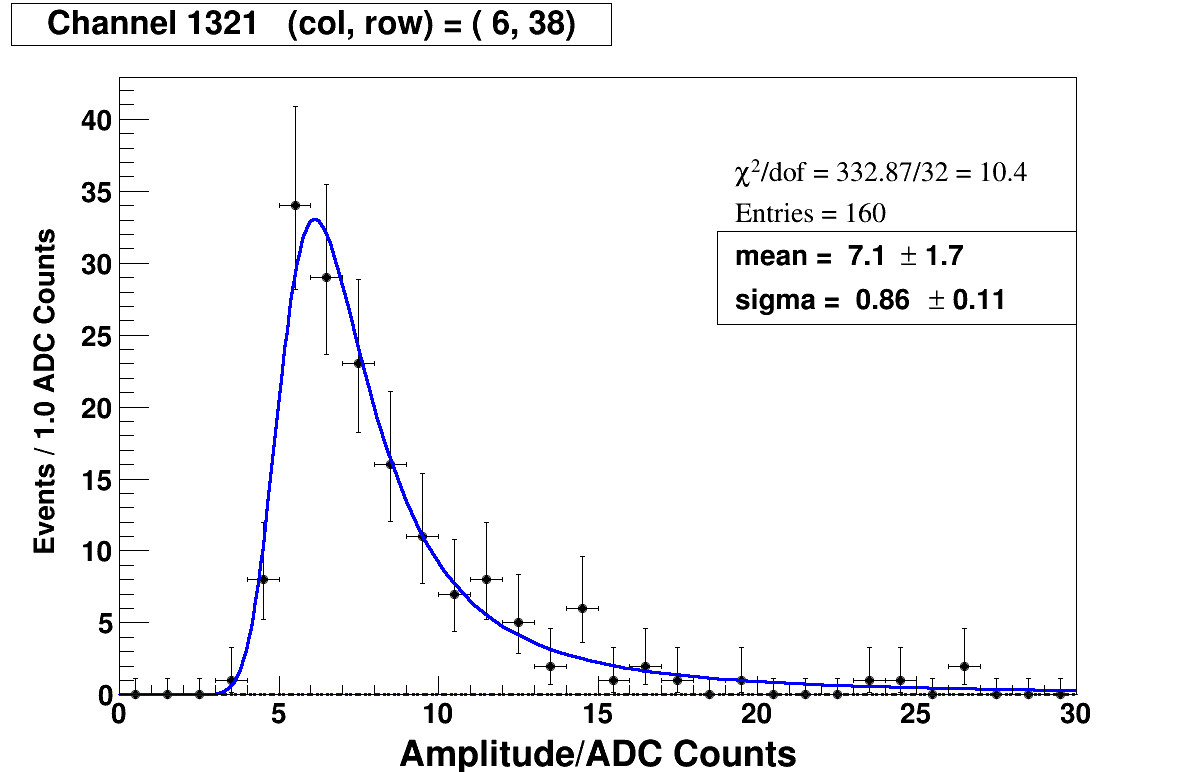 Channel 1321 (col, row) = ( 6, 38)
χ²/dof = 332.87/32 = 10.4
Entries = 160
mean = 7.1 ± 1.7
sigma = 0.86 ± 0.11
Events / 1.0 ADC Counts
40
35
30
25
20
15
10
5
0
0 5 10 15 20 25 30
Amplitude/ADC Counts